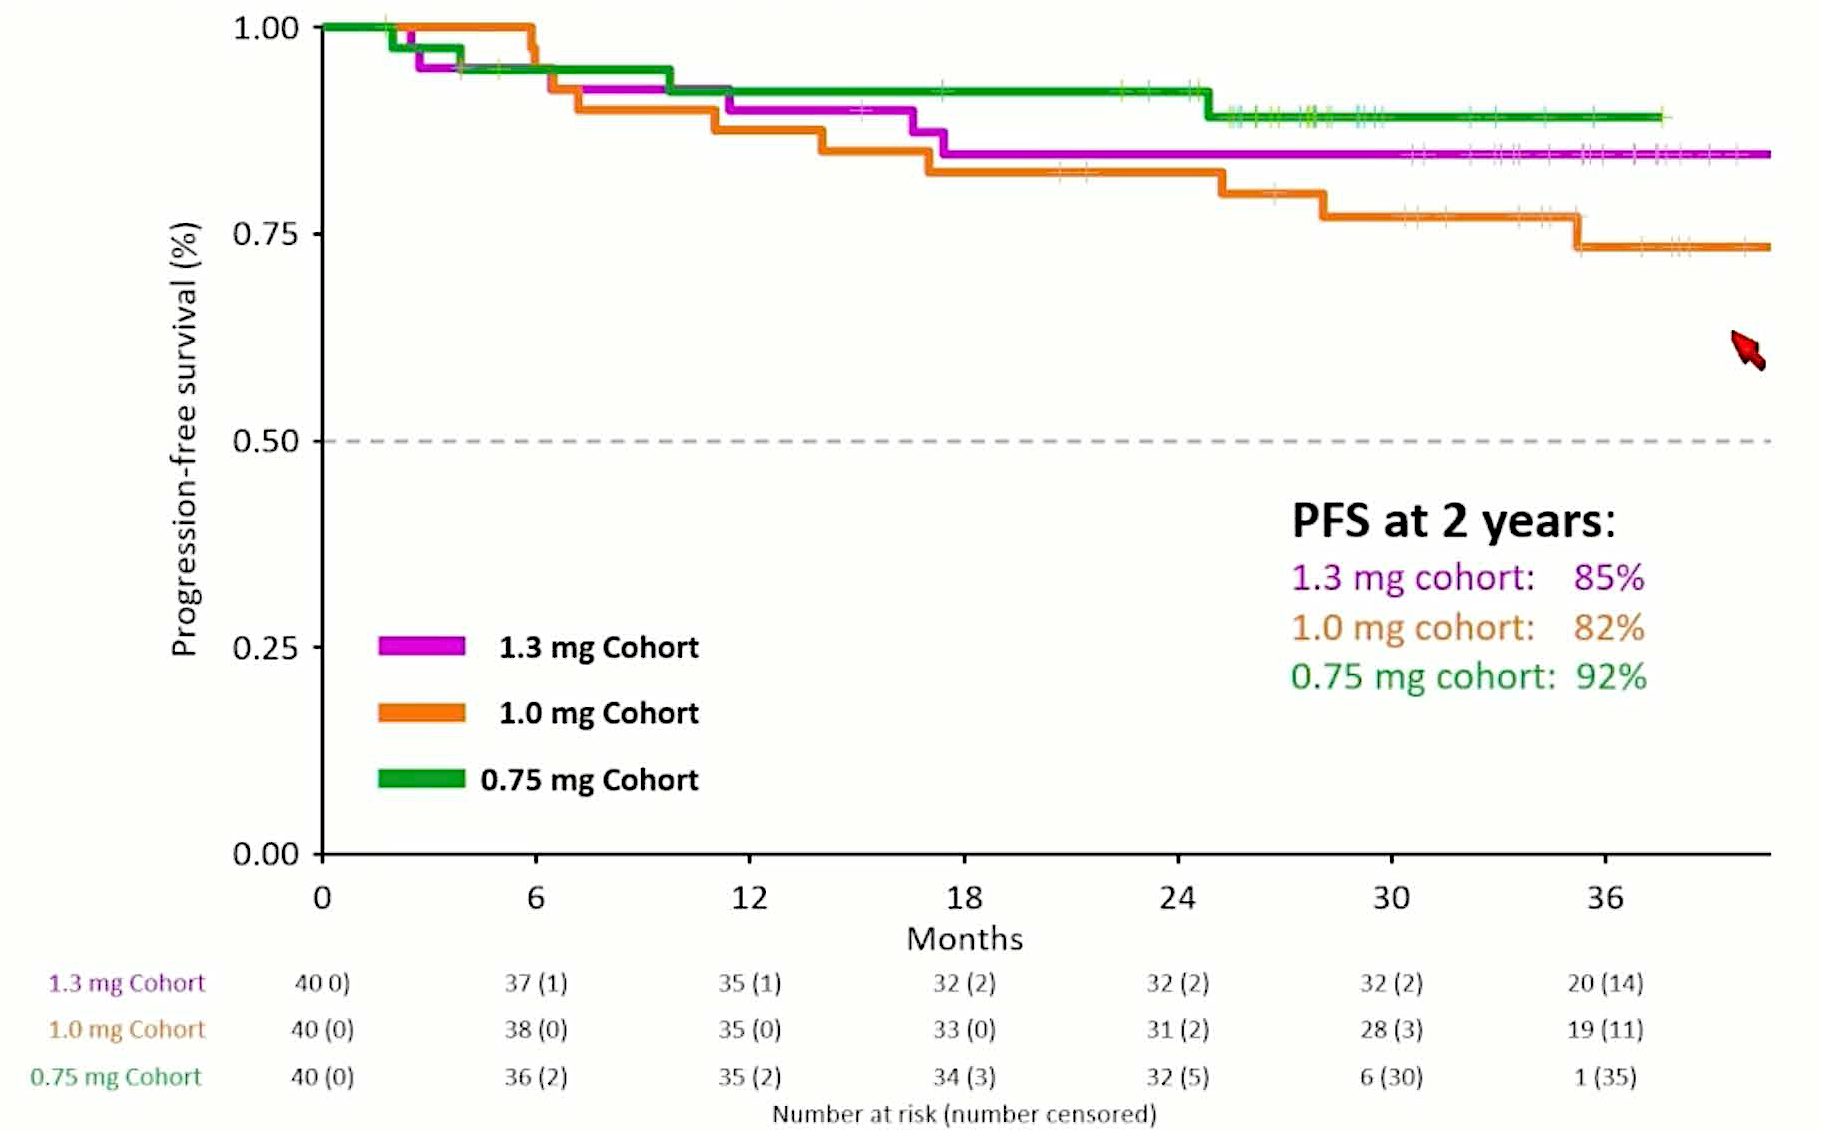 1.00
0.75
0.50
0.25
0.00
Progression-free survival (%)
PFS at 2 years:
1.3 mg cohort: 85%
1.0 mg cohort: 82%
0.75 mg cohort: 92%
1.3 mg Cohort
1.0 mg Cohort
0.75 mg Cohort
0 6 12 18 24 30 36
Months
1.3 mg Cohort 40 0) 37 (1) 35 (1) 32 (2) 32 (2) 32 (2) 20 (14)
1.0 mg Cohort 40 (0) 38 (0) 35 (0) 33 (0) 31 (2) 28 (3) 19 (11)
0.75 mg Cohort 40 (0) 36 (2) 35 (2) 34 (3) 32 (5) 6 (30) 1 (35)
Number at risk (number censored)